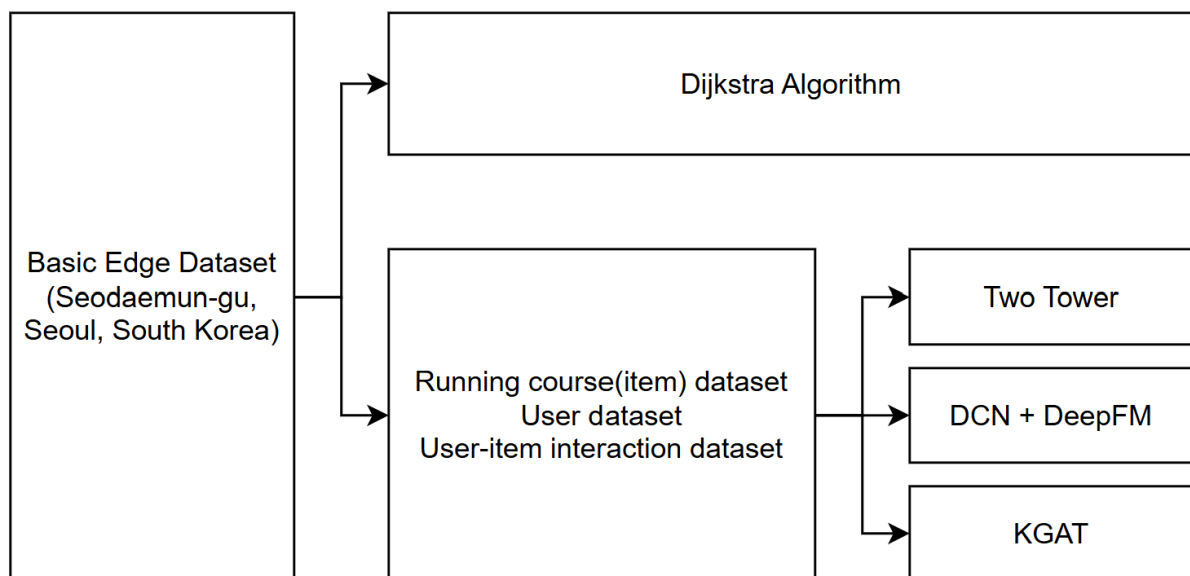 Basic Edge Dataset
(Seodaemun-gu,
Seoul, South Korea)
Dijkstra Algorithm
Running course(item) dataset
User dataset
User-item interaction dataset
Two Tower
DCN + DeepFM
KGAT